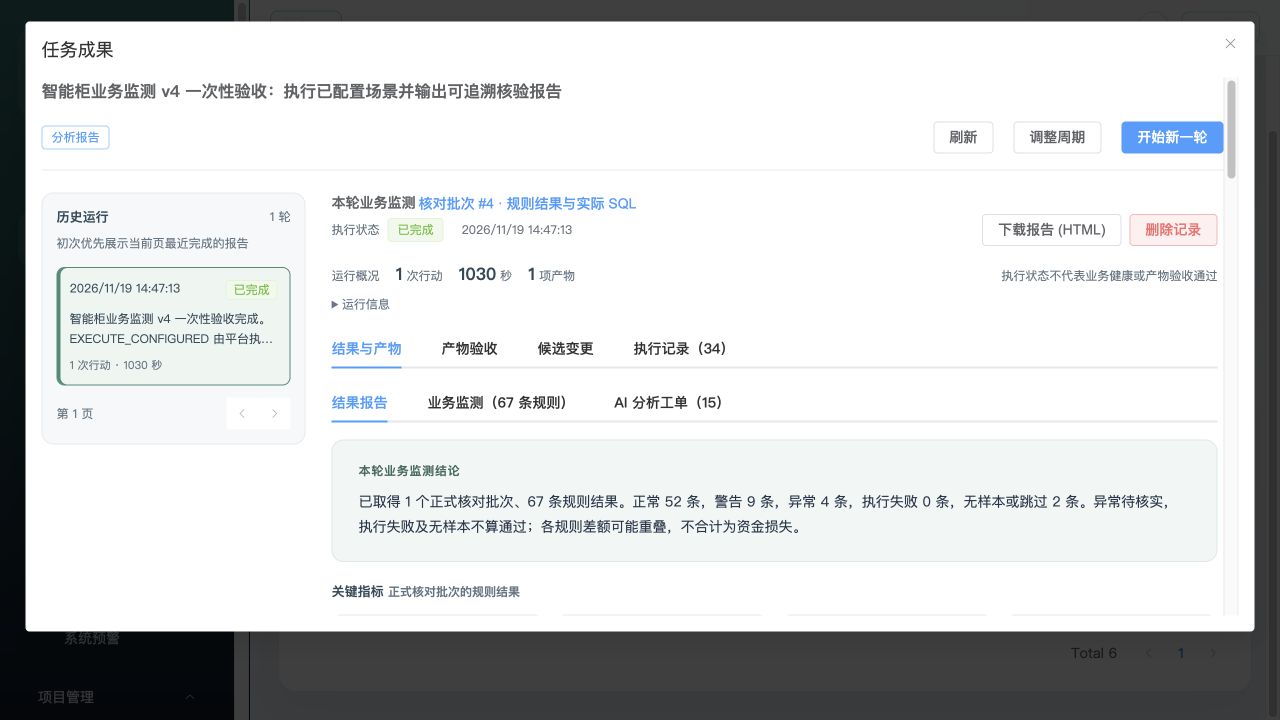 任务成果
智能柜业务监测 v4 一次性验收：执行已配置场景并输出可追溯核验报告
分析报告
刷新
调整周期
开始新一轮
历史运行
1 轮
初次优先展示当前页最近完成的报告
2026/11/19 14:47:13
已完成
智能柜业务监测 v4 一次性验收完成。
EXECUTE_CONFIGURED 由平台执...
1 次行动 · 1030 秒
第 1 页
本轮业务监测 核对批次 #4 · 规则结果与实际 SQL
执行状态 已完成 2026/11/19 14:47:13
下载报告 (HTML)
删除记录
运行概况 1 次行动 1030 秒 1 项产物
执行状态不代表业务健康或产物验收通过
运行信息
结果与产物
产物验收
候选变更
执行记录（34）
结果报告
业务监测（67 条规则）
AI 分析工单（15）
本轮业务监测结论
已取得 1 个正式核对批次、67 条规则结果。正常 52 条，警告 9 条，异常 4 条，执行失败 0 条，无样本或跳过 2 条。异常待核实，
执行失败及无样本不算通过；各规则差额可能重叠，不合计为资金损失。
关键指标 正式核对批次的规则结果
系统预警
项目管理
Total 6
1